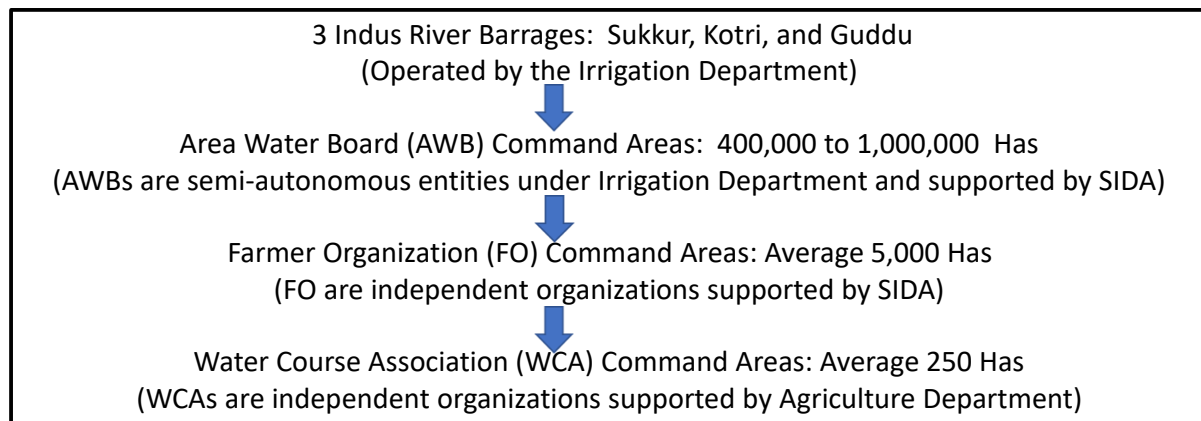 3 Indus River Barrages:  Sukkur, Kotri, and Guddu
(Operated by the Irrigation Department)
Area Water Board (AWB) Command Areas:  400,000 to 1,000,000  Has
(AWBs are semi-autonomous entities under Irrigation Department and supported by SIDA)
Farmer Organization (FO) Command Areas: Average 5,000 Has
(FO are independent organizations supported by SIDA)
Water Course Association (WCA) Command Areas: Average 250 Has
(WCAs are independent organizations supported by Agriculture Department)